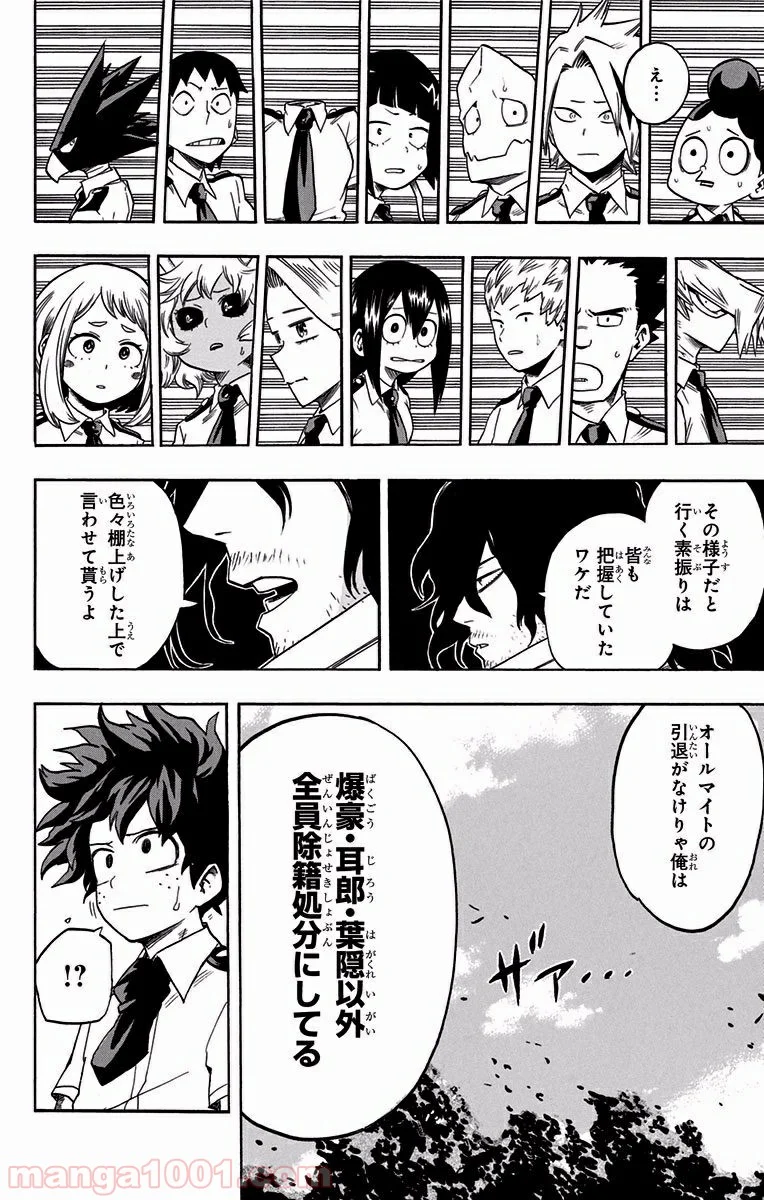 え…
その様子だと
行く素振りは
皆も
把握していた
ワケだ
色々棚上げした上で
言わせて貰うよ
オールマイトの
引退がなけりゃ俺は
爆豪・耳郎・葉隠以外
全員除籍処分にしてる
ザァ…
!?
manga1001.com